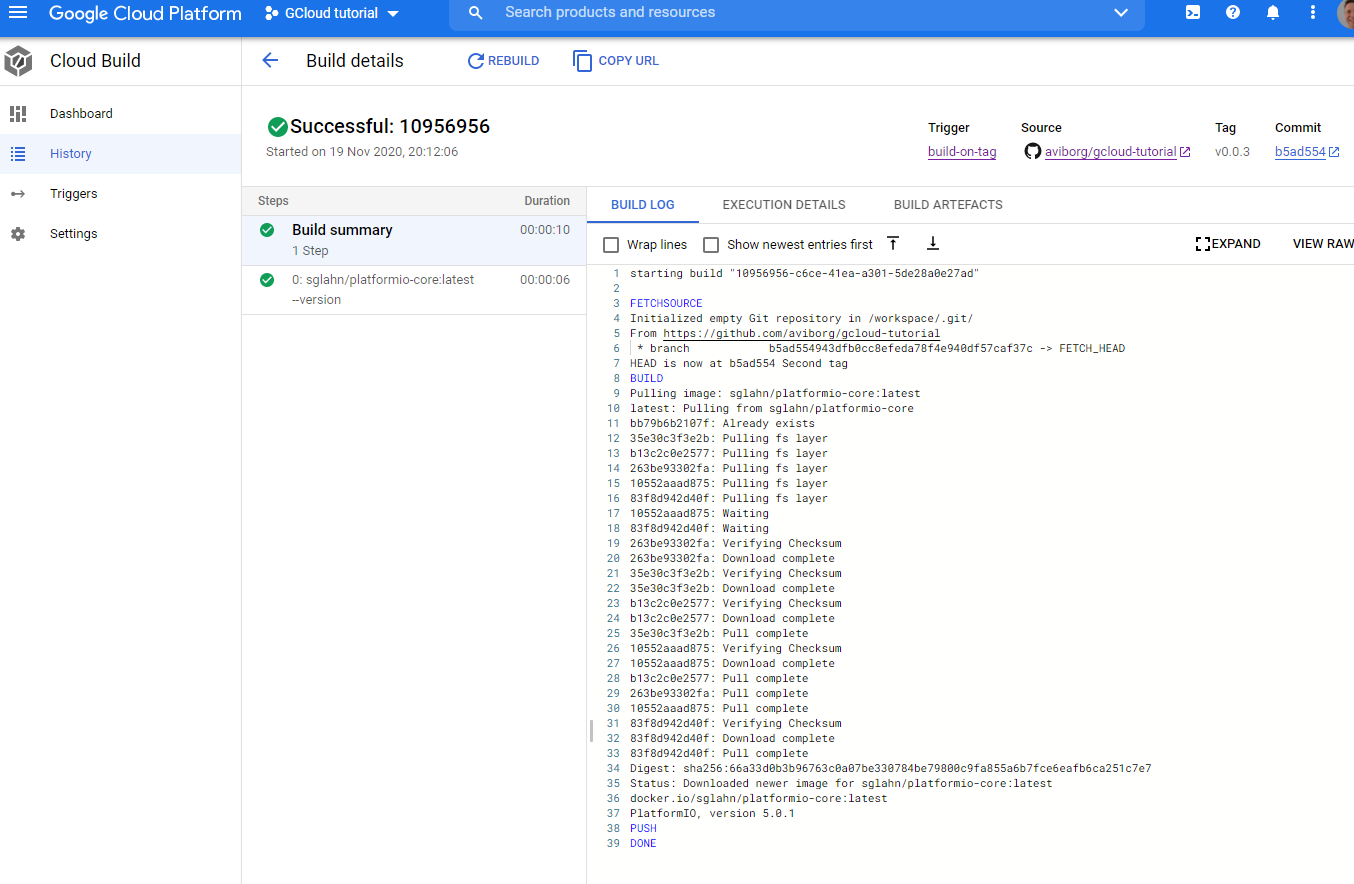 Google Cloud Platform
GCloud tutorial
Search products and resources
Cloud Build
Build details
REBUILD
COPY URL
Dashboard
History
Triggers
Settings
Successful: 10956956
Started on 19 Nov 2020, 20:12:06
Trigger
build-on-tag
Source
aviborg/gcloud-tutorial
Tag
v0.0.3
Commit
b5ad554
Steps
Duration
Build summary
00:00:10
1 Step
0: sglahn/platformio-core:latest
00:00:06
--version
BUILD LOG
EXECUTION DETAILS
BUILD ARTEFACTS
Wrap lines
Show newest entries first
EXPAND
VIEW RAW
1 starting build "10956956-c6ce-41ea-a301-5de28a0e27ad"
2
3 FETCHSOURCE
4 Initialized empty Git repository in /workspace/.git/
5 From https://github.com/aviborg/gcloud-tutorial
6 * branch b5ad554943dfb0cc8efeda78f4e940df57caf37c -> FETCH_HEAD
7 HEAD is now at b5ad554 Second tag
8 BUILD
9 Pulling image: sglahn/platformio-core:latest
10 latest: Pulling from sglahn/platformio-core
11 bb79b6b2107f: Already exists
12 35e30c3f3e2b: Pulling fs layer
13 b13c2c0e2577: Pulling fs layer
14 263be93302fa: Pulling fs layer
15 10552aaad875: Pulling fs layer
16 83f8d942d40f: Pulling fs layer
17 10552aaad875: Waiting
18 83f8d942d40f: Waiting
19 263be93302fa: Verifying Checksum
20 263be93302fa: Download complete
21 35e30c3f3e2b: Verifying Checksum
22 35e30c3f3e2b: Download complete
23 b13c2c0e2577: Verifying Checksum
24 b13c2c0e2577: Download complete
25 35e30c3f3e2b: Pull complete
26 10552aaad875: Verifying Checksum
27 10552aaad875: Download complete
28 b13c2c0e2577: Pull complete
29 263be93302fa: Pull complete
30 10552aaad875: Pull complete
31 83f8d942d40f: Verifying Checksum
32 83f8d942d40f: Download complete
33 83f8d942d40f: Pull complete
34 Digest: sha256:66a33d0b3b96763c0a07be330784be79800c9fa855a6b7fce6eafb6ca251c7e7
35 Status: Downloaded newer image for sglahn/platformio-core:latest
36 docker.io/sglahn/platformio-core:latest
37 PlatformIO, version 5.0.1
38 PUSH
39 DONE